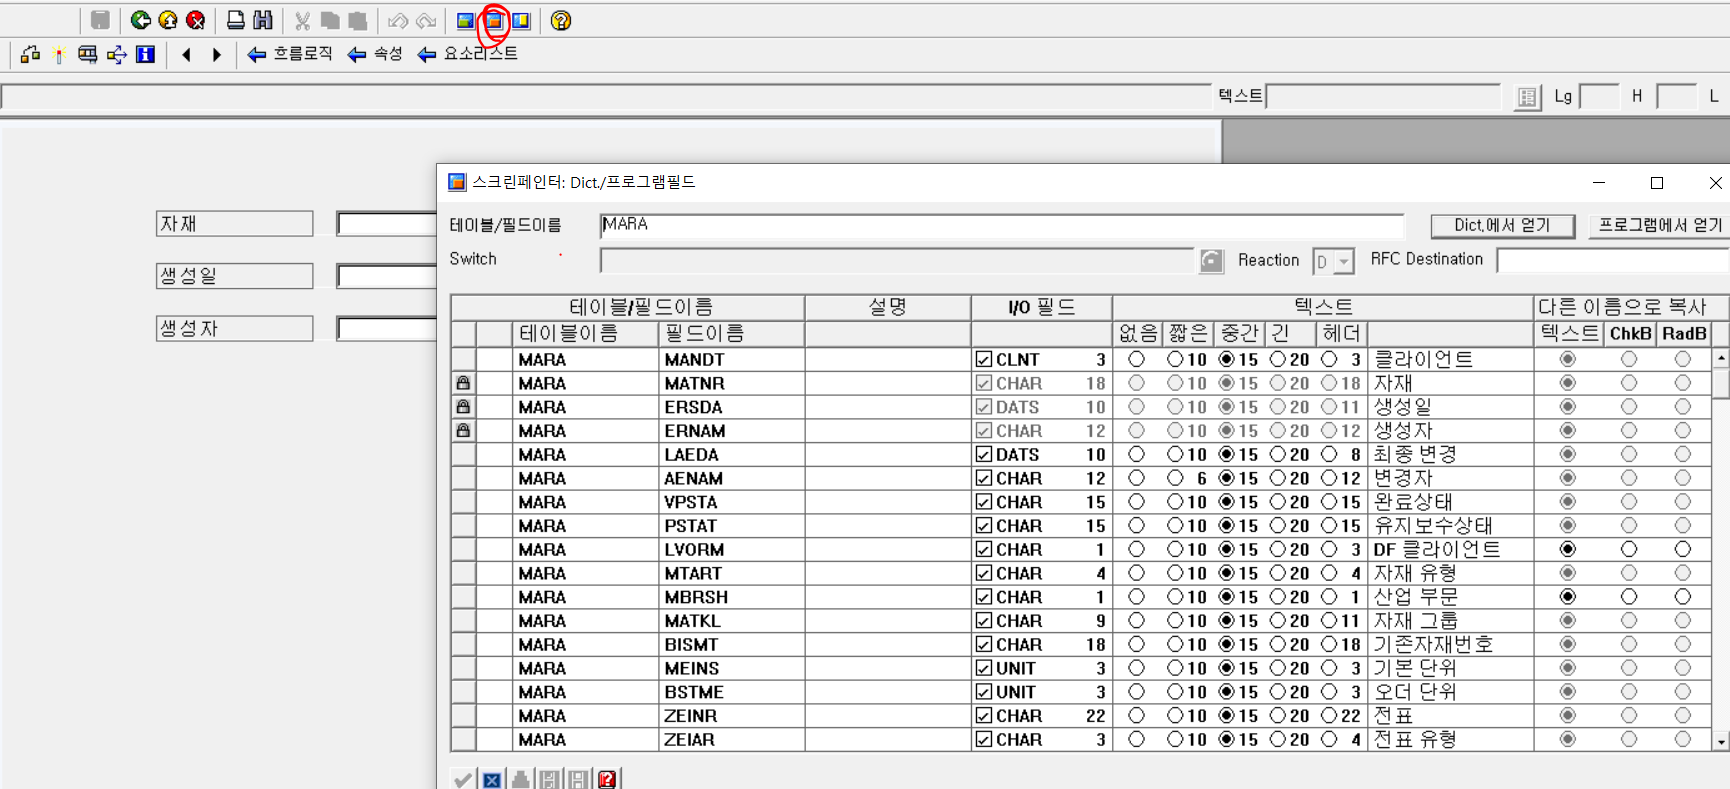 흐름로직 속성 요소리스트
텍스트 Lg H L
스크린페인터: Dict./프로그램필드
자재
생성일
생성자
테이블/필드이름 MARA Dict.에서 얻기 프로그램에서 얻기
Switch Reaction D RFC Destination
테이블/필드이름 설명 I/O 필드 텍스트 다른 이름으로 복사
테이블이름 필드이름 없음 짧은 중간 긴 헤더 텍스트 ChkB RadB
MARA MANDT CLNT 3 10 15 20 3 클라이언트
MARA MATNR CHAR 18 10 15 20 18 자재
MARA ERSDA DATS 10 10 15 20 11 생성일
MARA ERNAM CHAR 12 10 15 20 12 생성자
MARA LAEDA DATS 10 10 15 20 8 최종 변경
MARA AENAM CHAR 12 6 15 20 12 변경자
MARA VPSTA CHAR 15 10 15 20 15 완료상태
MARA PSTAT CHAR 15 10 15 20 15 유지보수상태
MARA LVORM CHAR 1 10 15 20 3 DF 클라이언트
MARA MTART CHAR 4 10 15 20 4 자재 유형
MARA MBRSH CHAR 1 10 15 20 1 산업 부문
MARA MATKL CHAR 9 10 15 20 11 자재 그룹
MARA BISMT CHAR 18 10 15 20 18 기존자재번호
MARA MEINS UNIT 3 10 15 20 3 기본 단위
MARA BSTME UNIT 3 10 15 20 3 오더 단위
MARA ZEINR CHAR 22 10 15 20 22 전표
MARA ZEIAR CHAR 3 10 15 20 4 전표 유형